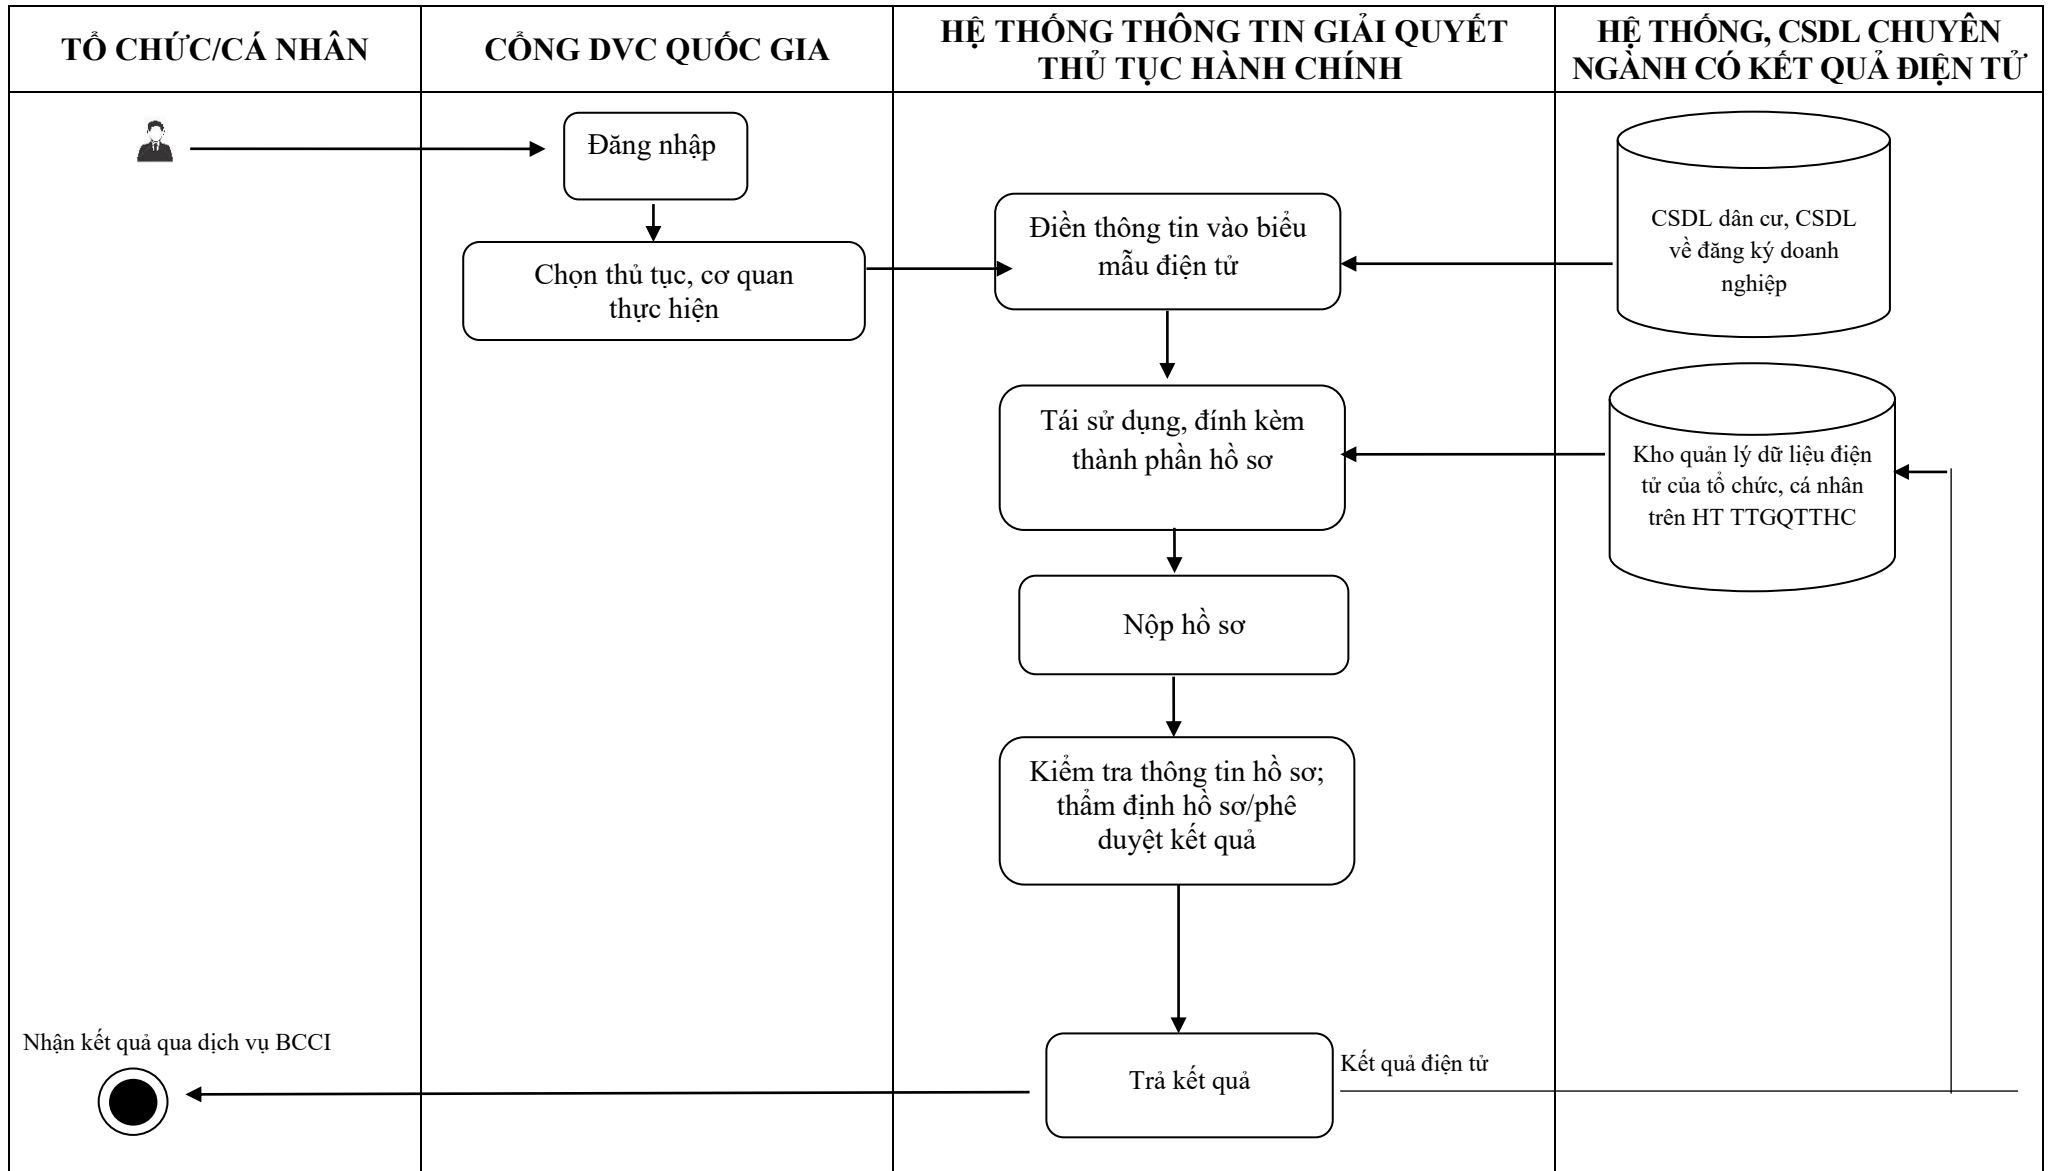 TỔ CHỨC/CÁ NHÂN
CỔNG DVC QUỐC GIA
HỆ THỐNG THÔNG TIN GIẢI QUYẾT
THỦ TỤC HÀNH CHÍNH
HỆ THỐNG, CSDL CHUYÊN
NGÀNH CÓ KẾT QUẢ ĐIỆN TỬ
Đăng nhập
Chọn thủ tục, cơ quan
thực hiện
Điền thông tin vào biểu
mẫu điện tử
CSDL dân cư, CSDL
về đăng ký doanh
nghiệp
Tái sử dụng, đính kèm
thành phần hồ sơ
Kho quản lý dữ liệu điện
tử của tổ chức, cá nhân
trên HT TTGQTTHC
Nộp hồ sơ
Kiểm tra thông tin hồ sơ;
thẩm định hồ sơ/phê
duyệt kết quả
Nhận kết quả qua dịch vụ BCCI
Trả kết quả
Kết quả điện tử